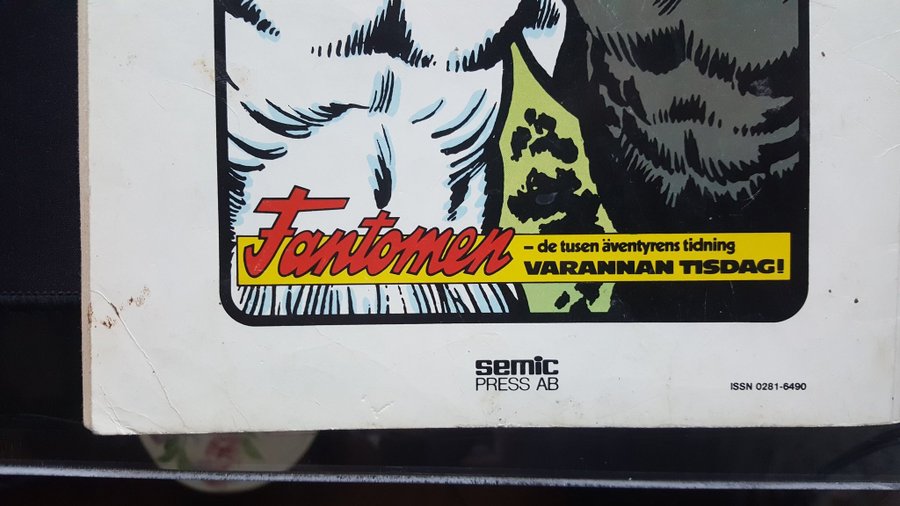 Fantomen
– de tusen äventyrens tidning
VARANNAN TISDAG!
semic
PRESS AB
ISSN 0281-6490